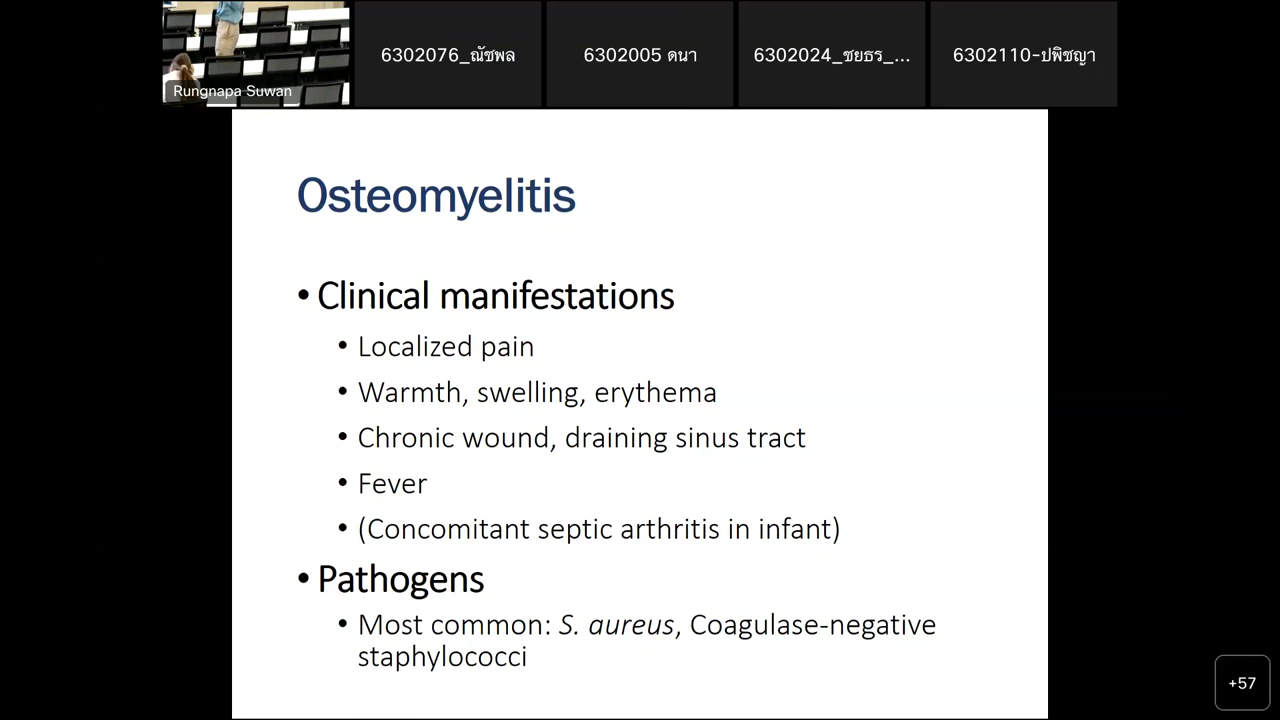 Rungnapa Suwan
6302076_ณัชพล
6302005 ดนา
6302024_ชยธร_...
6302110-ปพิชญา
Osteomyelitis
• Clinical manifestations
• Localized pain
• Warmth, swelling, erythema
• Chronic wound, draining sinus tract
• Fever
• (Concomitant septic arthritis in infant)
• Pathogens
• Most common: S. aureus, Coagulase-negative
staphylococci
+57